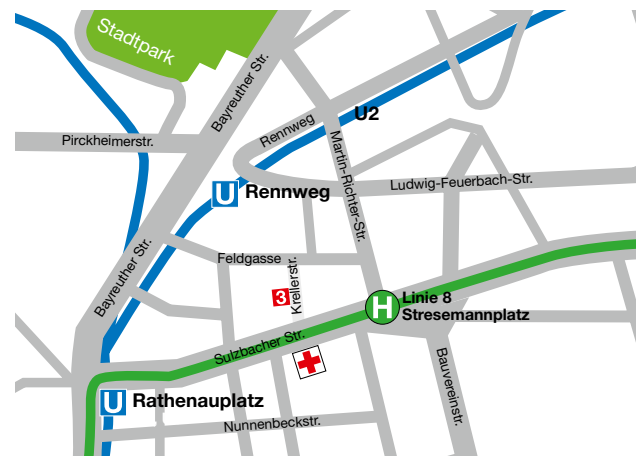 Stadtpark
Bayreuther Str.
U2
Rennweg
Pirckheimerstr.
Martin-Richter-Str.
U Rennweg
Ludwig-Feuerbach-Str.
Bayreuther Str.
Feldgasse
Krellerstr.
3
H Linie 8
Stresemannplatz
Sulzbacher Str.
Bauvereinstr.
U Rathenauplatz
Nunnenbeckstr.